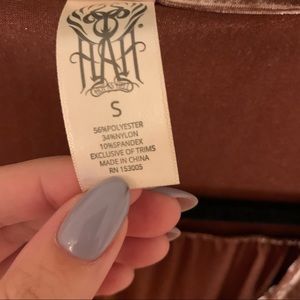 HAH
S
56%POLYESTER
34%NYLON
10%SPANDEX
EXCLUSIVE OF TRIMS
MADE IN CHINA
RN 153005